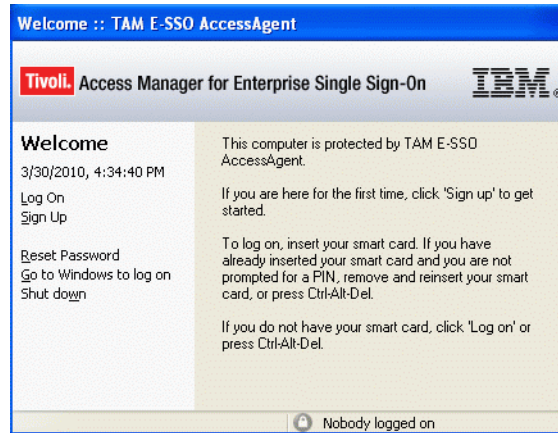 Welcome :: TAM E-SSO AccessAgent
Tivoli. Access Manager for Enterprise Single Sign-On IBM®
Welcome
3/30/2010, 4:34:40 PM
Log On
Sign Up
Reset Password
Go to Windows to log on
Shut down
This computer is protected by TAM E-SSO
AccessAgent.
If you are here for the first time, click 'Sign up' to get
started.
To log on, insert your smart card. If you have
already inserted your smart card and you are not
prompted for a PIN, remove and reinsert your smart
card, or press Ctrl-Alt-Del.
If you do not have your smart card, click 'Log on' or
press Ctrl-Alt-Del.
Nobody logged on